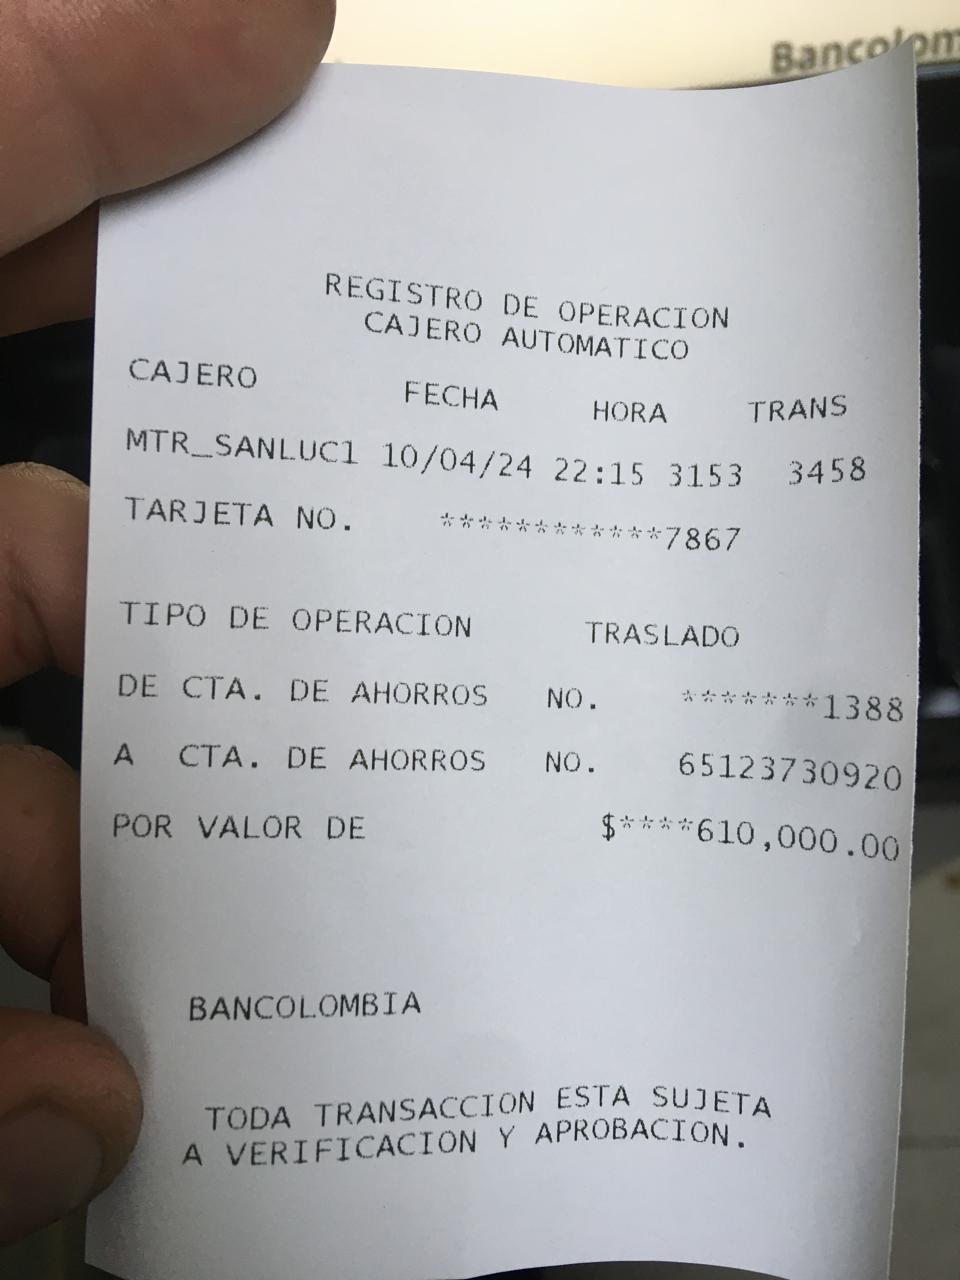 Bancolom
REGISTRO DE OPERACION
CAJERO AUTOMATICO
CAJERO FECHA HORA TRANS
MTR_SANLUC1 10/04/24 22:15 3153 3458
TARJETA NO. ************7867
TIPO DE OPERACION TRASLADO
DE CTA. DE AHORROS NO. *******1388
A CTA. DE AHORROS NO. 65123730920
POR VALOR DE $****610,000.00
BANCOLOMBIA
TODA TRANSACCION ESTA SUJETA
A VERIFICACION Y APROBACION.